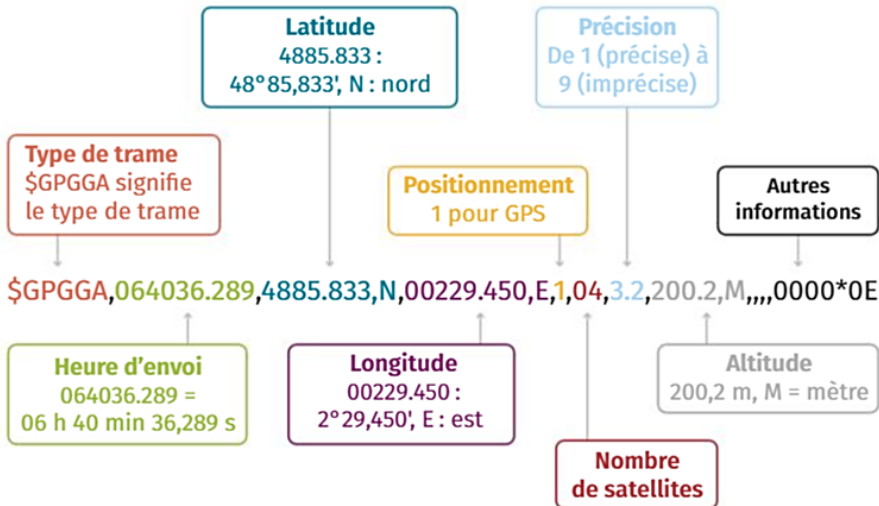 Latitude
4885.833 :
48°85,833', N : nord
Précision
De 1 (précise) à
9 (imprécise)
Type de trame
$GPGGA signifie
le type de trame
Positionnement
1 pour GPS
Autres
informations
$GPGGA,064036.289,4885.833,N,00229.450,E,1,04,3.2,200.2,M,,,,0000*0E
Heure d'envoi
064036.289 =
06 h 40 min 36,289 s
Longitude
00229.450 :
2°29,450', E : est
Altitude
200,2 m, M = mètre
Nombre
de satellites